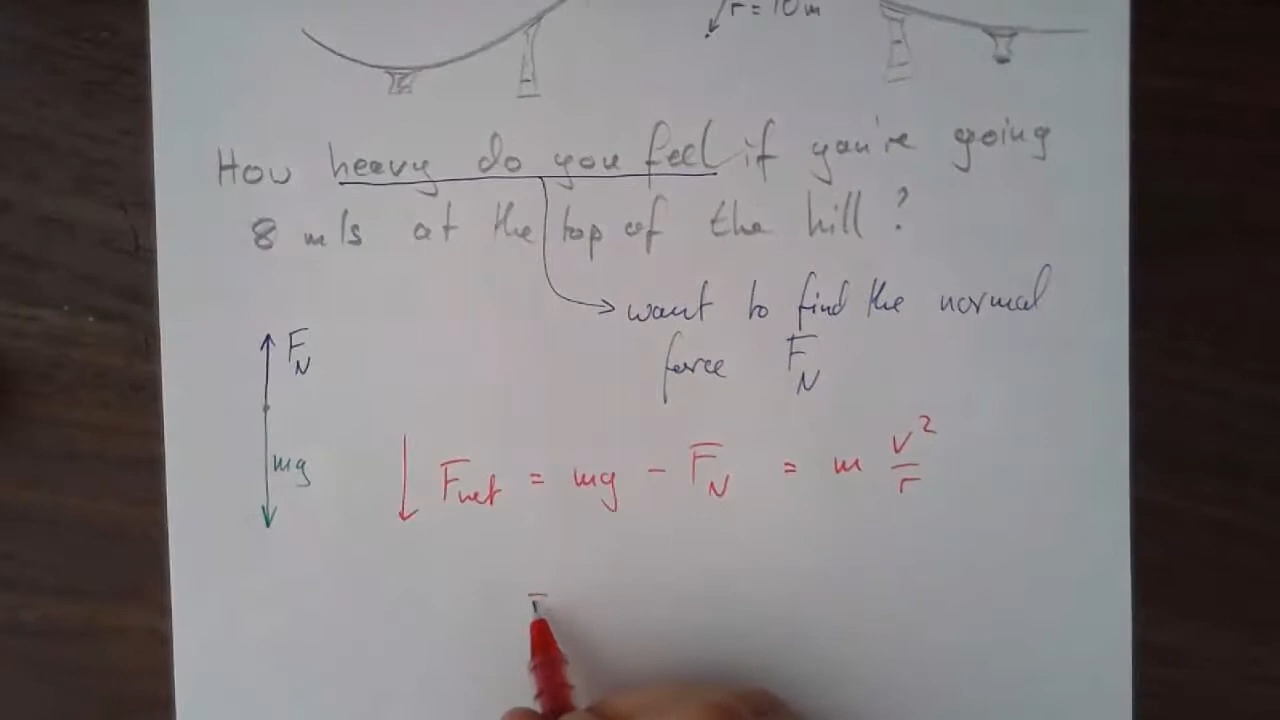 r = 10 m
How heavy do you feel if you're going
8 m/s at the top of the hill?
want to find the normal
force F_N
F_N
mg
F_net = mg - F_N = m v²/r